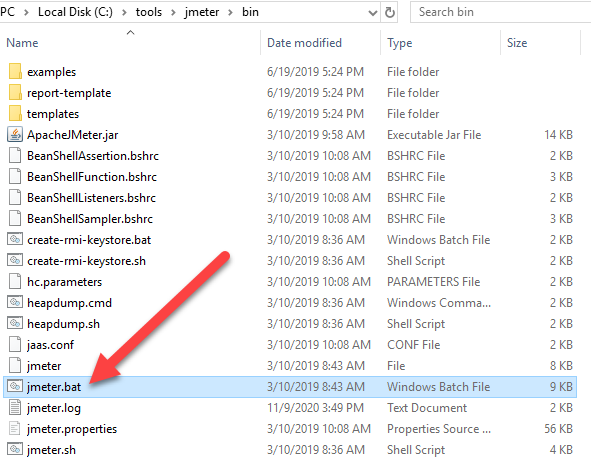 PC > Local Disk (C:) > tools > jmeter > bin Search bin
Name Date modified Type Size
examples 6/19/2019 5:24 PM File folder
report-template 6/19/2019 5:24 PM File folder
templates 6/19/2019 5:24 PM File folder
ApacheJMeter.jar 3/10/2019 9:58 AM Executable Jar File 14 KB
BeanShellAssertion.bshrc 3/10/2019 10:08 AM BSHRC File 2 KB
BeanShellFunction.bshrc 3/10/2019 10:08 AM BSHRC File 3 KB
BeanShellListeners.bshrc 3/10/2019 10:08 AM BSHRC File 2 KB
BeanShellSampler.bshrc 3/10/2019 10:08 AM BSHRC File 3 KB
create-rmi-keystore.bat 3/10/2019 8:36 AM Windows Batch File 2 KB
create-rmi-keystore.sh 3/10/2019 8:36 AM Shell Script 2 KB
hc.parameters 3/10/2019 10:08 AM PARAMETERS File 2 KB
heapdump.cmd 3/10/2019 8:36 AM Windows Comma... 2 KB
heapdump.sh 3/10/2019 8:36 AM Shell Script 2 KB
jaas.conf 3/10/2019 10:08 AM CONF File 2 KB
jmeter 3/10/2019 8:43 AM File 8 KB
jmeter.bat 3/10/2019 8:43 AM Windows Batch File 9 KB
jmeter.log 11/9/2020 3:49 PM Text Document 2 KB
jmeter.properties 3/10/2019 10:08 AM Properties Source ... 56 KB
jmeter.sh 3/10/2019 8:36 AM Shell Script 4 KB